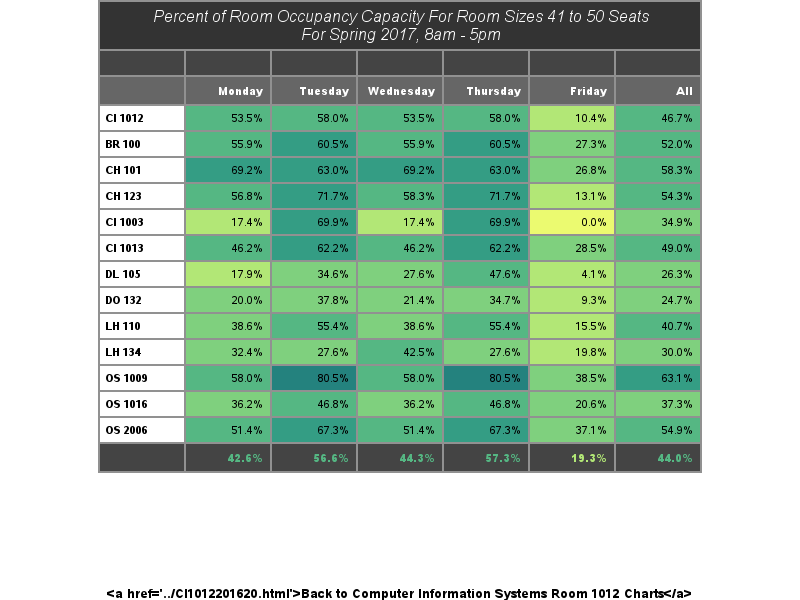 Percent of Room Occupancy Capacity For Room Sizes 41 to 50 Seats
For Spring 2017, 8am - 5pm
Monday Tuesday Wednesday Thursday Friday All
CI 1012 53.5% 58.0% 53.5% 58.0% 10.4% 46.7%
BR 100 55.9% 60.5% 55.9% 60.5% 27.3% 52.0%
CH 101 69.2% 63.0% 69.2% 63.0% 26.8% 58.3%
CH 123 56.8% 71.7% 58.3% 71.7% 13.1% 54.3%
CI 1003 17.4% 69.9% 17.4% 69.9% 0.0% 34.9%
CI 1013 46.2% 62.2% 46.2% 62.2% 28.5% 49.0%
DL 105 17.9% 34.6% 27.6% 47.6% 4.1% 26.3%
DO 132 20.0% 37.8% 21.4% 34.7% 9.3% 24.7%
LH 110 38.6% 55.4% 38.6% 55.4% 15.5% 40.7%
LH 134 32.4% 27.6% 42.5% 27.6% 19.8% 30.0%
OS 1009 58.0% 80.5% 58.0% 80.5% 38.5% 63.1%
OS 1016 36.2% 46.8% 36.2% 46.8% 20.6% 37.3%
OS 2006 51.4% 67.3% 51.4% 67.3% 37.1% 54.9%
42.6% 56.6% 44.3% 57.3% 19.3% 44.0%
<a href='../CI1012201620.html'>Back to Computer Information Systems Room 1012 Charts</a>